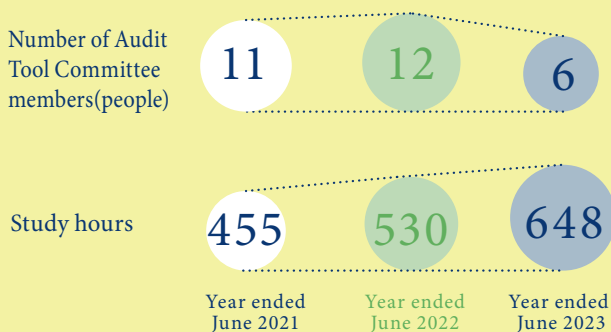 Number of Audit
Tool Committee
members(people)
11
12
6
Study hours
455
530
648
Year ended
June 2021
Year ended
June 2022
Year ended
June 2023